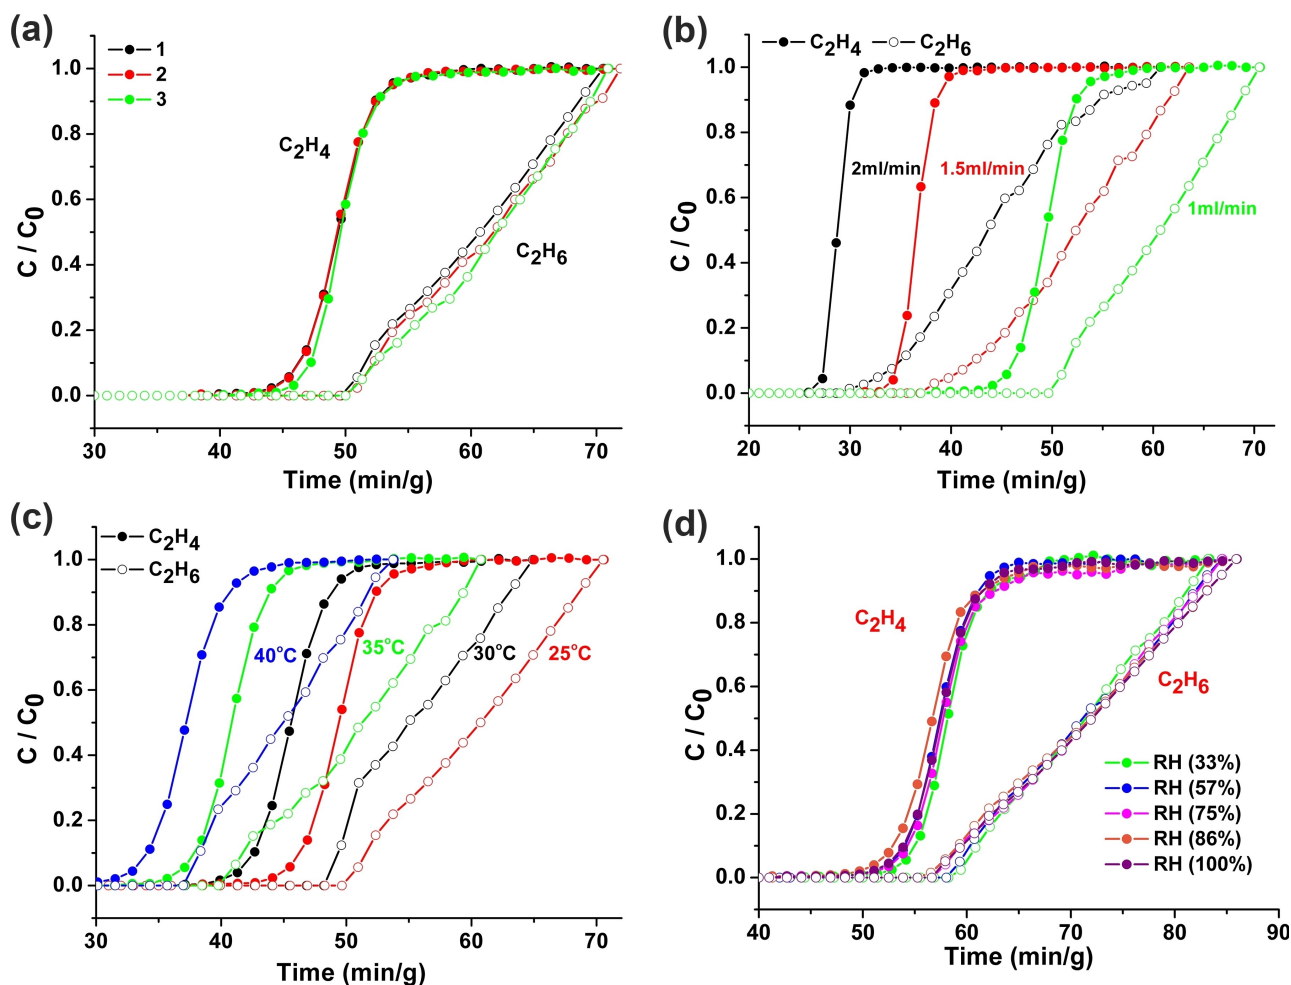 (a)
1
2
3
C₂H₄
C₂H₆
1.0
0.8
0.6
0.4
0.2
0.0
C / C₀
30 40 50 60 70
Time (min/g)
(b)
C₂H₄ C₂H₆
2ml/min 1.5ml/min
1ml/min
1.0
0.8
0.6
0.4
0.2
0.0
C / C₀
20 30 40 50 60 70
Time (min/g)
(c)
C₂H₄
C₂H₆
40°C 35°C 30°C 25°C
1.0
0.8
0.6
0.4
0.2
0.0
C / C₀
30 40 50 60 70
Time (min/g)
(d)
C₂H₄
C₂H₆
RH (33%)
RH (57%)
RH (75%)
RH (86%)
RH (100%)
1.0
0.8
0.6
0.4
0.2
0.0
C / C₀
40 50 60 70 80 90
Time (min/g)